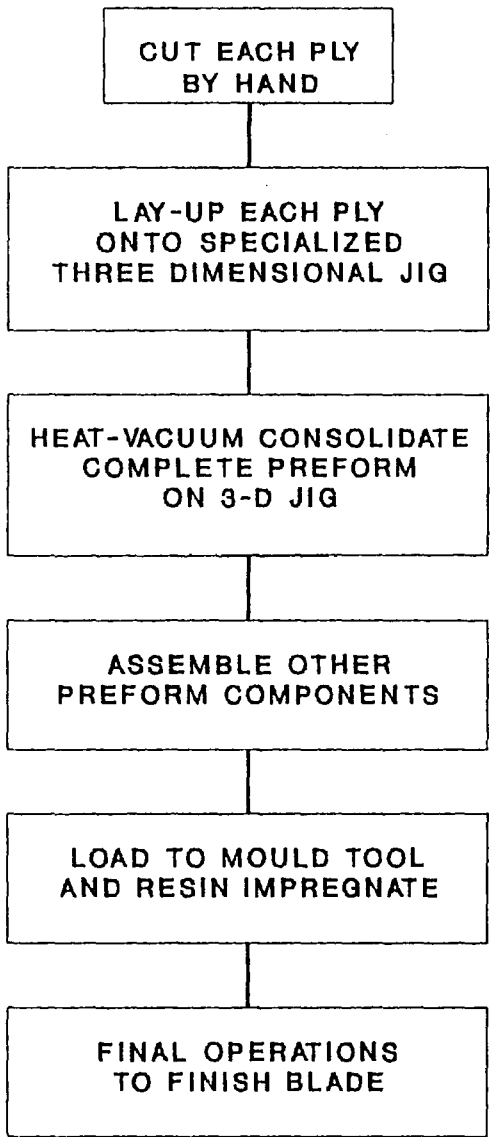 CUT EACH PLY
BY HAND
LAY-UP EACH PLY
ONTO SPECIALIZED
THREE DIMENSIONAL JIG
HEAT-VACUUM CONSOLIDATE
COMPLETE PREFORM
ON 3-D JIG
ASSEMBLE OTHER
PREFORM COMPONENTS
LOAD TO MOULD TOOL
AND RESIN IMPREGNATE
FINAL OPERATIONS
TO FINISH BLADE